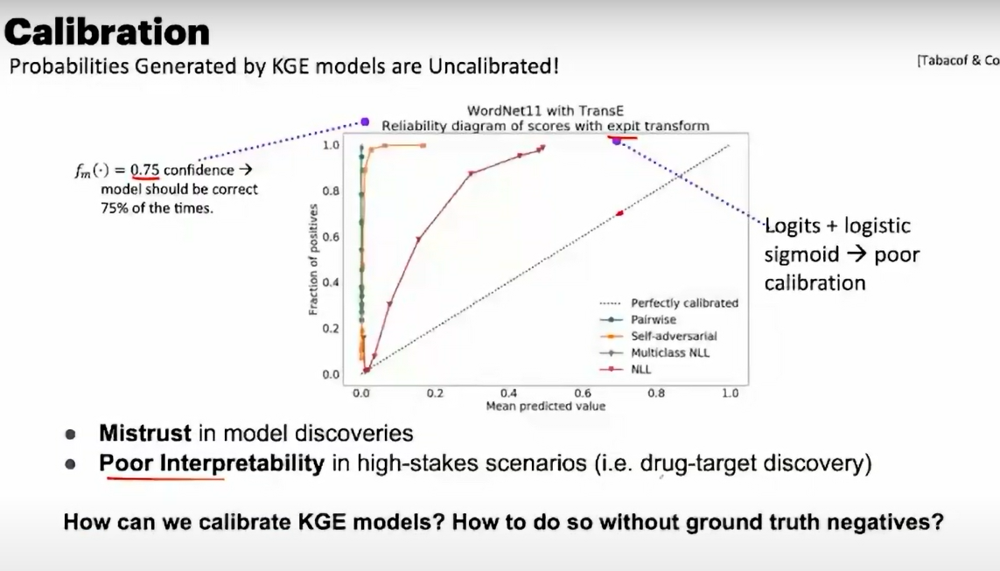 Calibration
Probabilities Generated by KGE models are Uncalibrated!
[Tabacof & Co
WordNet11 with TransE
Reliability diagram of scores with expit transform
fm(·) = 0.75 confidence →
model should be correct
75% of the times.
1.0
0.8
0.6
0.4
0.2
0.0
Fraction of positives
0.0 0.2 0.4 0.6 0.8 1.0
Mean predicted value
Perfectly calibrated
Pairwise
Self-adversarial
Multiclass NLL
NLL
Logits + logistic
sigmoid → poor
calibration
● Mistrust in model discoveries
● Poor Interpretability in high-stakes scenarios (i.e. drug-target discovery)
How can we calibrate KGE models? How to do so without ground truth negatives?